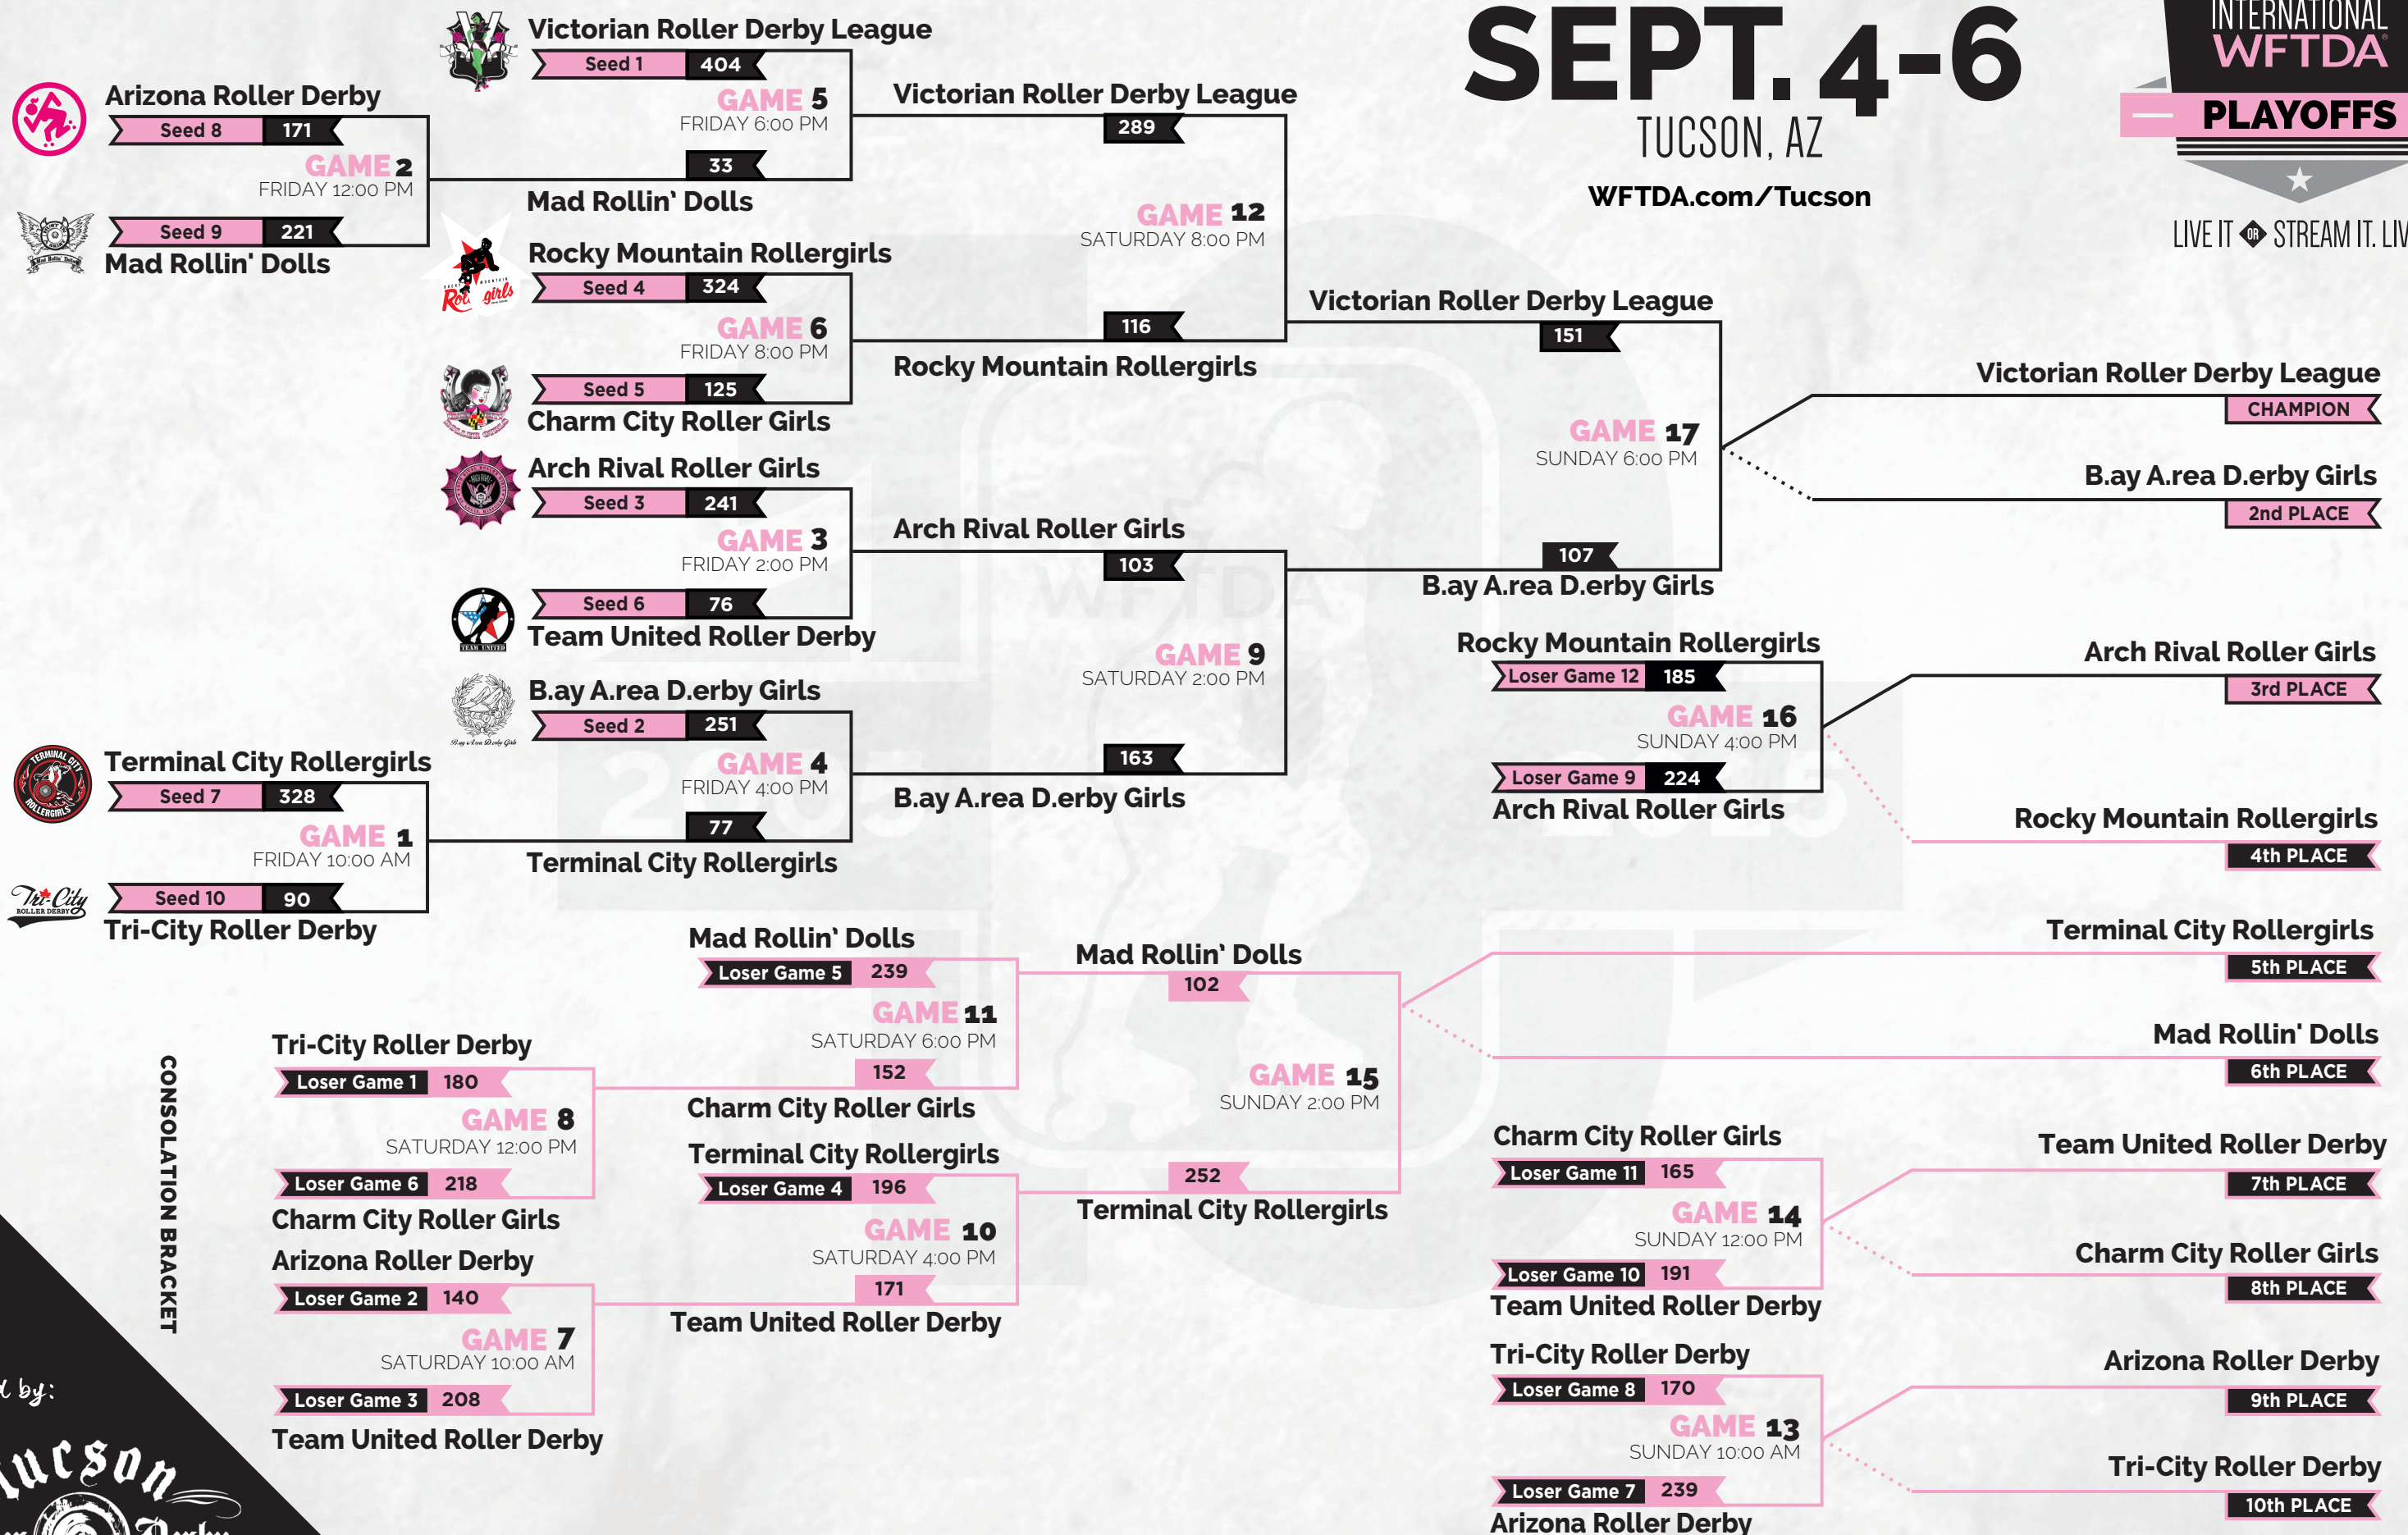 SEPT. 4-6
TUCSON, AZ
WFTDA.com/Tucson
INTERNATIONAL
WFTDA®
PLAYOFFS
LIVE IT OR STREAM IT.
Arizona Roller Derby
Seed 8 171
GAME 2
FRIDAY 12:00 PM
Seed 9 221
Mad Rollin' Dolls
Terminal City Rollergirls
Seed 7 328
GAME 1
FRIDAY 10:00 AM
Seed 10 90
Tri-City Roller Derby
TERMINAL CITY
ROLLERGIRLS
Tri-City
ROLLER DERBY
Victorian Roller Derby League
Seed 1 404
GAME 5
FRIDAY 6:00 PM
33
Mad Rollin’ Dolls
Rocky Mountain Rollergirls
Seed 4 324
GAME 6
FRIDAY 8:00 PM
Seed 5 125
Charm City Roller Girls
ROCKY MOUNTAIN
Arch Rival Roller Girls
Seed 3 241
GAME 3
FRIDAY 2:00 PM
Seed 6 76
Team United Roller Derby
TEAM UNITED
B.ay A.rea D.erby Girls
Seed 2 251
GAME 4
FRIDAY 4:00 PM
77
Terminal City Rollergirls
Bay Area Derby Girls
Victorian Roller Derby League
289
GAME 12
SATURDAY 8:00 PM
116
Rocky Mountain Rollergirls
Arch Rival Roller Girls
103
GAME 9
SATURDAY 2:00 PM
163
B.ay A.rea D.erby Girls
WFTDA
Victorian Roller Derby League
151
GAME 17
SUNDAY 6:00 PM
107
B.ay A.rea D.erby Girls
Victorian Roller Derby League
CHAMPION
B.ay A.rea D.erby Girls
2nd PLACE
Rocky Mountain Rollergirls
Loser Game 12 185
GAME 16
SUNDAY 4:00 PM
Loser Game 9 224
Arch Rival Roller Girls
Arch Rival Roller Girls
3rd PLACE
Rocky Mountain Rollergirls
4th PLACE
CONSOLATION BRACKET
Tri-City Roller Derby
Loser Game 1 180
GAME 8
SATURDAY 12:00 PM
Loser Game 6 218
Charm City Roller Girls
Arizona Roller Derby
Loser Game 2 140
GAME 7
SATURDAY 10:00 AM
Loser Game 3 208
Team United Roller Derby
Mad Rollin’ Dolls
Loser Game 5 239
GAME 11
SATURDAY 6:00 PM
152
Charm City Roller Girls
Terminal City Rollergirls
Loser Game 4 196
GAME 10
SATURDAY 4:00 PM
171
Team United Roller Derby
Mad Rollin’ Dolls
102
GAME 15
SUNDAY 2:00 PM
252
Terminal City Rollergirls
Terminal City Rollergirls
5th PLACE
Mad Rollin' Dolls
6th PLACE
Charm City Roller Girls
Loser Game 11 165
GAME 14
SUNDAY 12:00 PM
Loser Game 10 191
Team United Roller Derby
Team United Roller Derby
7th PLACE
Charm City Roller Girls
8th PLACE
Tri-City Roller Derby
Loser Game 8 170
GAME 13
SUNDAY 10:00 AM
Loser Game 7 239
Arizona Roller Derby
Arizona Roller Derby
9th PLACE
Tri-City Roller Derby
10th PLACE
by:
Tucson
Derby